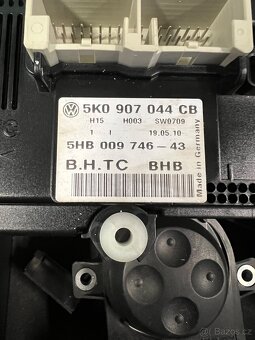 5K0 907 044 CB
H15 H003 SW0709
1 I 19.05.10
5HB 009 746-43
B.H.TC BHB
Made in Germany
Bazos.cz